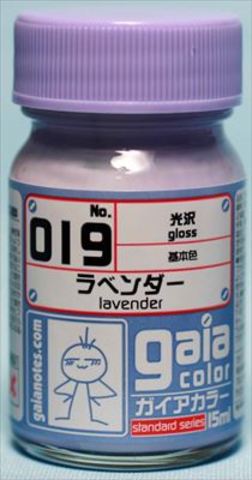 No.
019
光沢
gloss
基本色
ラベンダー
lavender
gaia
color
ガイアカラー
standard series
15ml
gaianotes.com